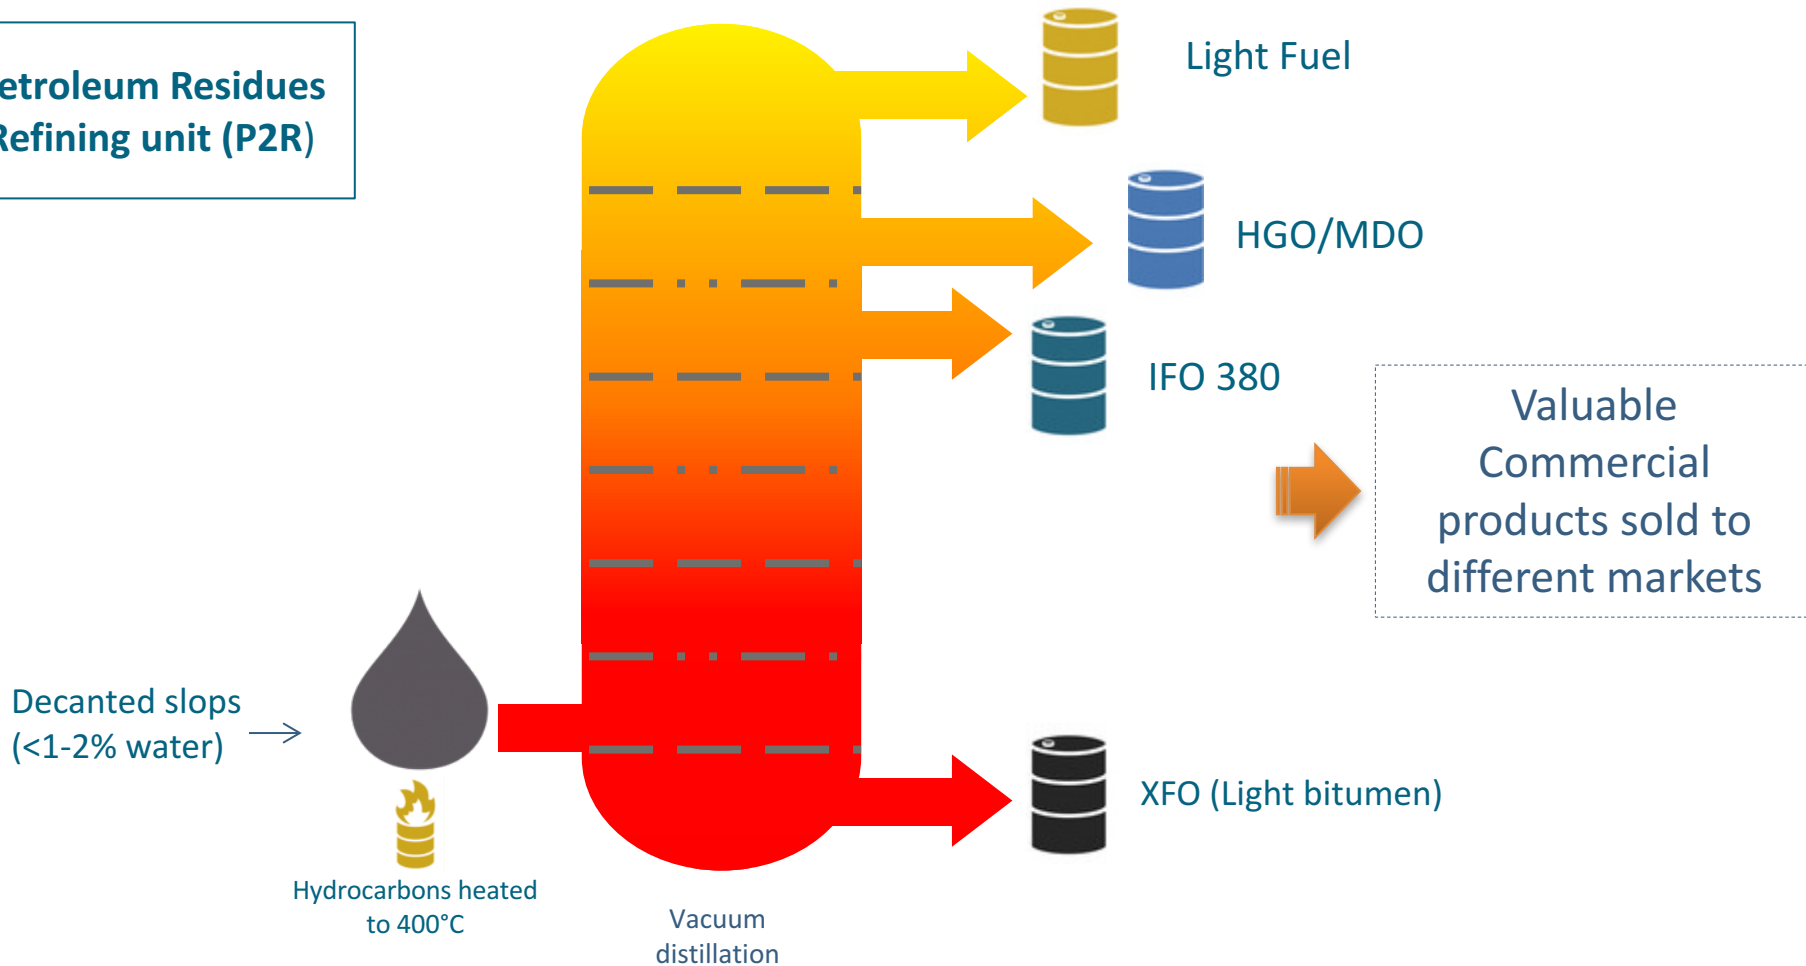 etroleum Residues
Refining unit (P2R)
Light Fuel
HGO/MDO
IFO 380
Valuable
Commercial
products sold to
different markets
Decanted slops
(<1-2% water)
XFO (Light bitumen)
Hydrocarbons heated
to 400°C
Vacuum
distillation